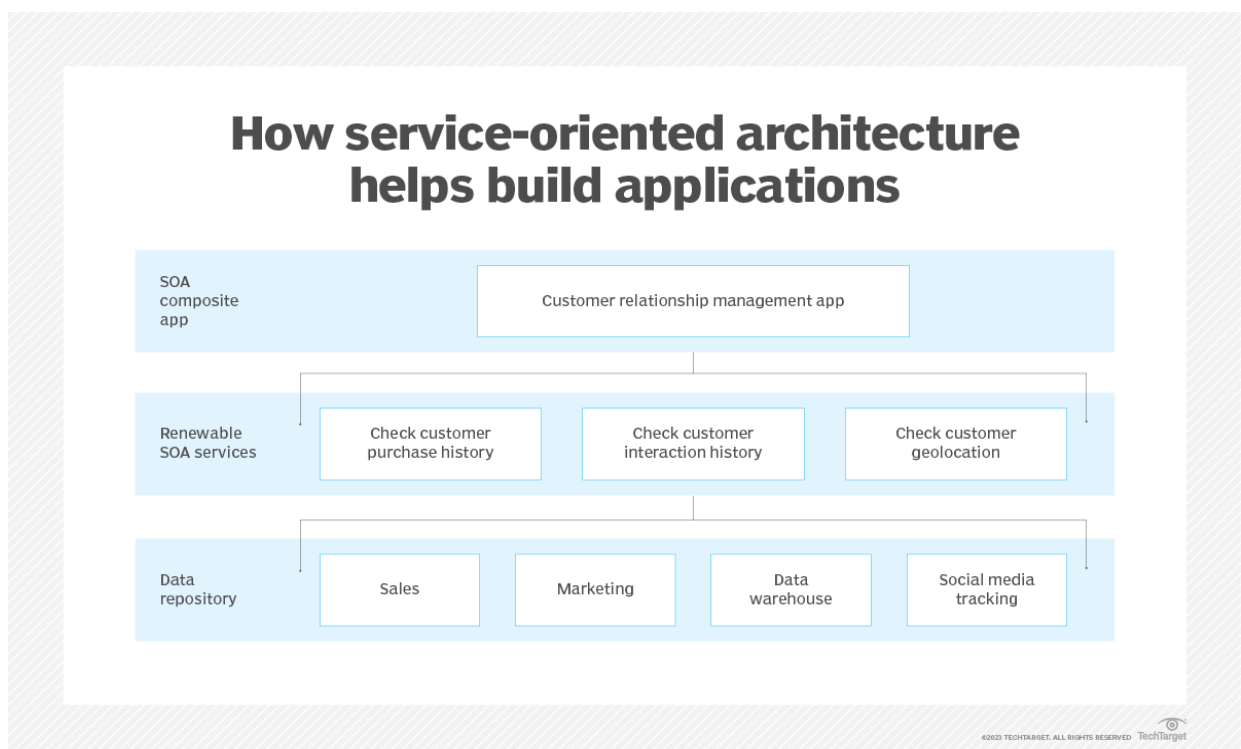 How service-oriented architecture
helps build applications
SOA
composite
app
Customer relationship management app
Renewable
SOA services
Check customer
purchase history
Check customer
interaction history
Check customer
geolocation
Data
repository
Sales
Marketing
Data
warehouse
Social media
tracking
©2023 TECHTARGET. ALL RIGHTS RESERVED TechTarget